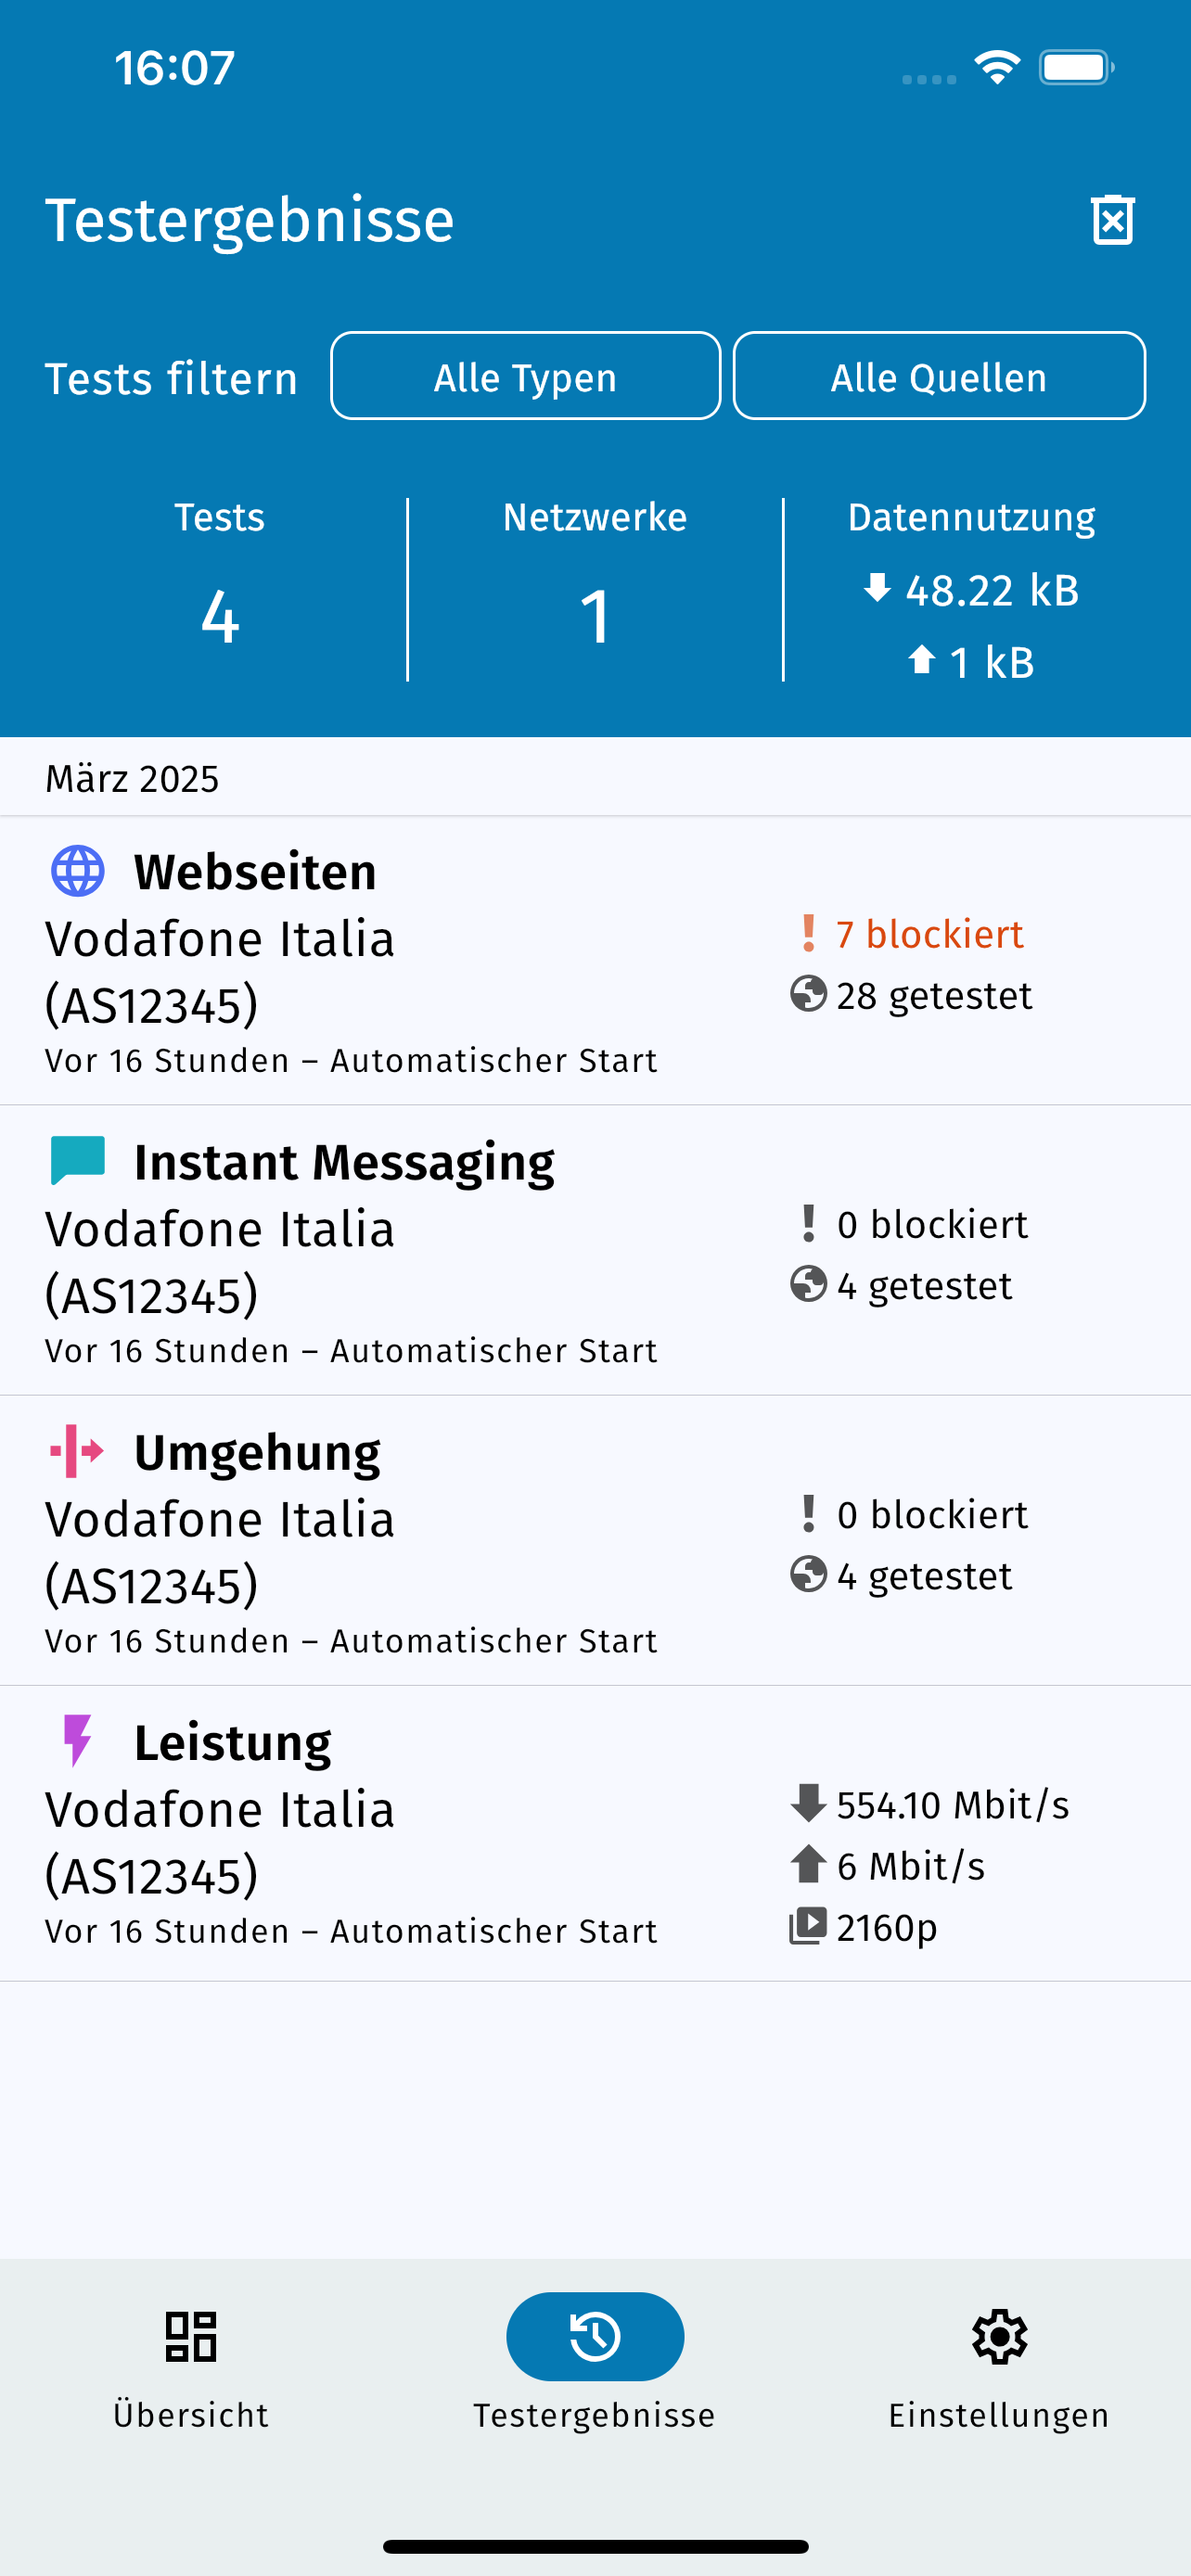 16:07
Testergebnisse
Tests filtern Alle Typen Alle Quellen
Tests Netzwerke Datennutzung
4 1 48.22 kB
1 kB
März 2025
Webseiten
Vodafone Italia
(AS12345)
7 blockiert
28 getestet
Vor 16 Stunden – Automatischer Start
Instant Messaging
Vodafone Italia
(AS12345)
0 blockiert
4 getestet
Vor 16 Stunden – Automatischer Start
Umgehung
Vodafone Italia
(AS12345)
0 blockiert
4 getestet
Vor 16 Stunden – Automatischer Start
Leistung
Vodafone Italia
(AS12345)
554.10 Mbit/s
6 Mbit/s
2160p
Vor 16 Stunden – Automatischer Start
Übersicht Testergebnisse Einstellungen